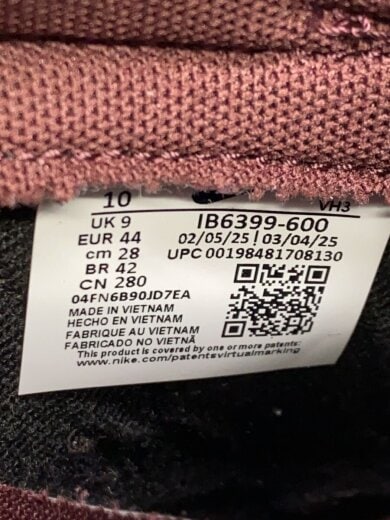 10
VH3
UK 9
IB6399-600
EUR 44
02/05/25 | 03/04/25
cm 28
UPC 00198481708130
BR 42
CN 280
04FN6B90JD7EA
MADE IN VIETNAM
HECHO EN VIETNAM
FABRIQUE AU VIETNAM
FABRICADO NO VIETNÃ
This product is covered by one or more patents:
www.nike.com/patentsvirtualmarking